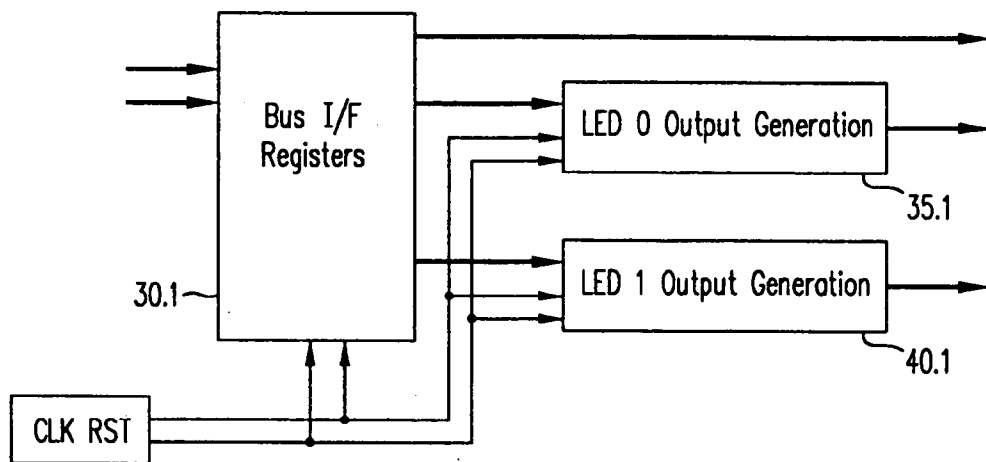 Bus I/F
Registers
LED 0 Output Generation
35.1
LED 1 Output Generation
30.1
40.1
CLK RST